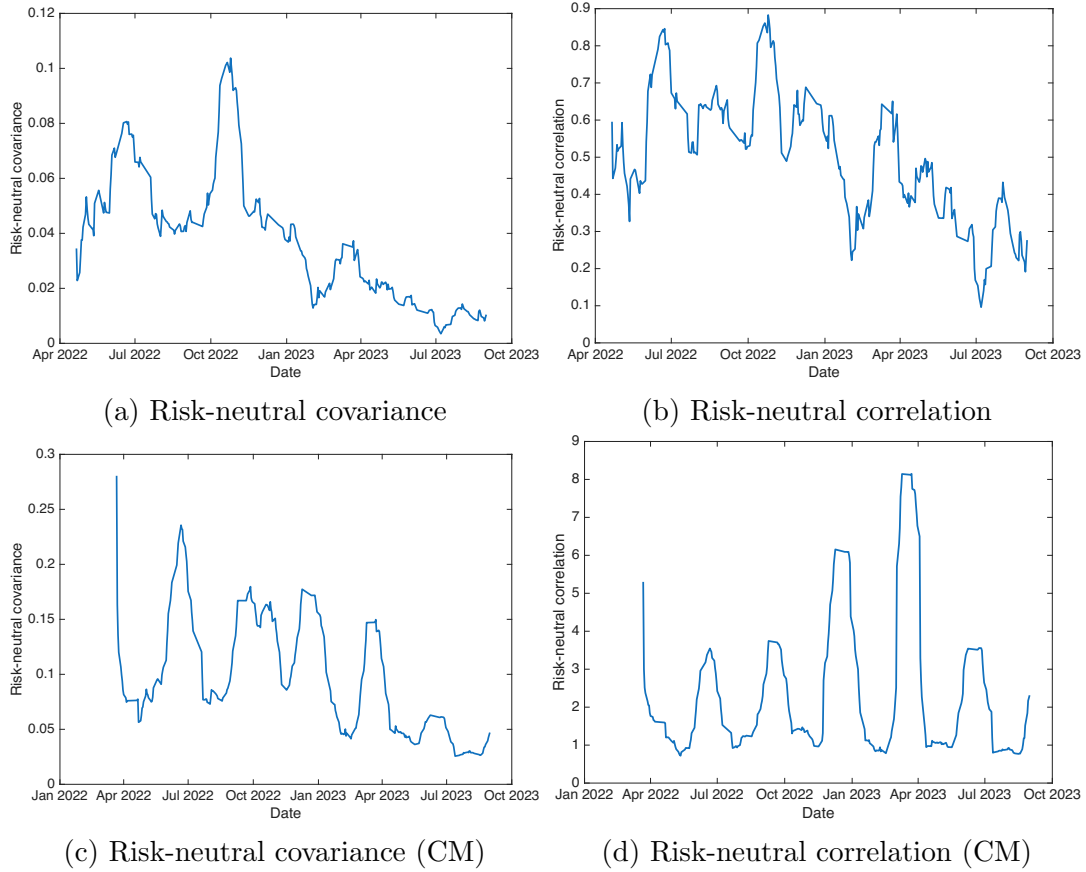 0.12
0.1
0.08
0.06
0.04
0.02
0
Risk-neutral covariance
Apr 2022 Jul 2022 Oct 2022 Jan 2023 Apr 2023 Jul 2023 Oct 2023
Date
(a) Risk-neutral covariance
0.9
0.8
0.7
0.6
0.5
0.4
0.3
0.2
0.1
0
Risk-neutral correlation
Apr 2022 Jul 2022 Oct 2022 Jan 2023 Apr 2023 Jul 2023 Oct 2023
Date
(b) Risk-neutral correlation
0.3
0.25
0.2
0.15
0.1
0.05
0
Risk-neutral covariance
Jan 2022 Apr 2022 Jul 2022 Oct 2022 Jan 2023 Apr 2023 Jul 2023 Oct 2023
Date
(c) Risk-neutral covariance (CM)
9
8
7
6
5
4
3
2
1
0
Risk-neutral correlation
Jan 2022 Apr 2022 Jul 2022 Oct 2022 Jan 2023 Apr 2023 Jul 2023 Oct 2023
Date
(d) Risk-neutral correlation (CM)